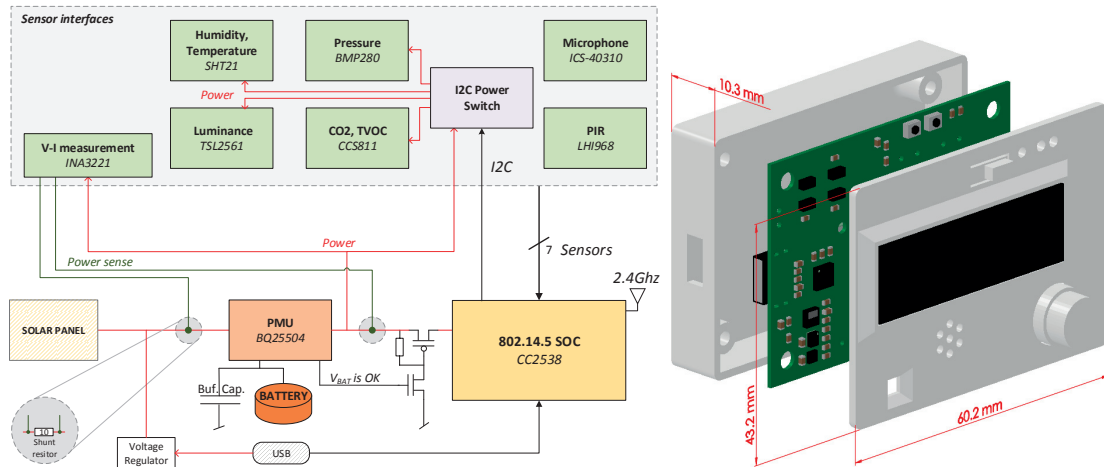 Sensor interfaces
Humidity,
Temperature
SHT21
Pressure
BMP280
Microphone
ICS-40310
Power
I2C Power
Switch
Luminance
TSL2561
CO2, TVOC
CCS811
PIR
LHI968
V-I measurement
INA3221
I2C
Power
7 Sensors
Power sense
2.4Ghz
SOLAR PANEL
PMU
BQ25504
802.14.5 SOC
CC2538
VBAT is OK
Buf. Cap.
BATTERY
10
Shunt
resitor
Voltage
Regulator
USB
10.3 mm
43.2 mm
60.2 mm